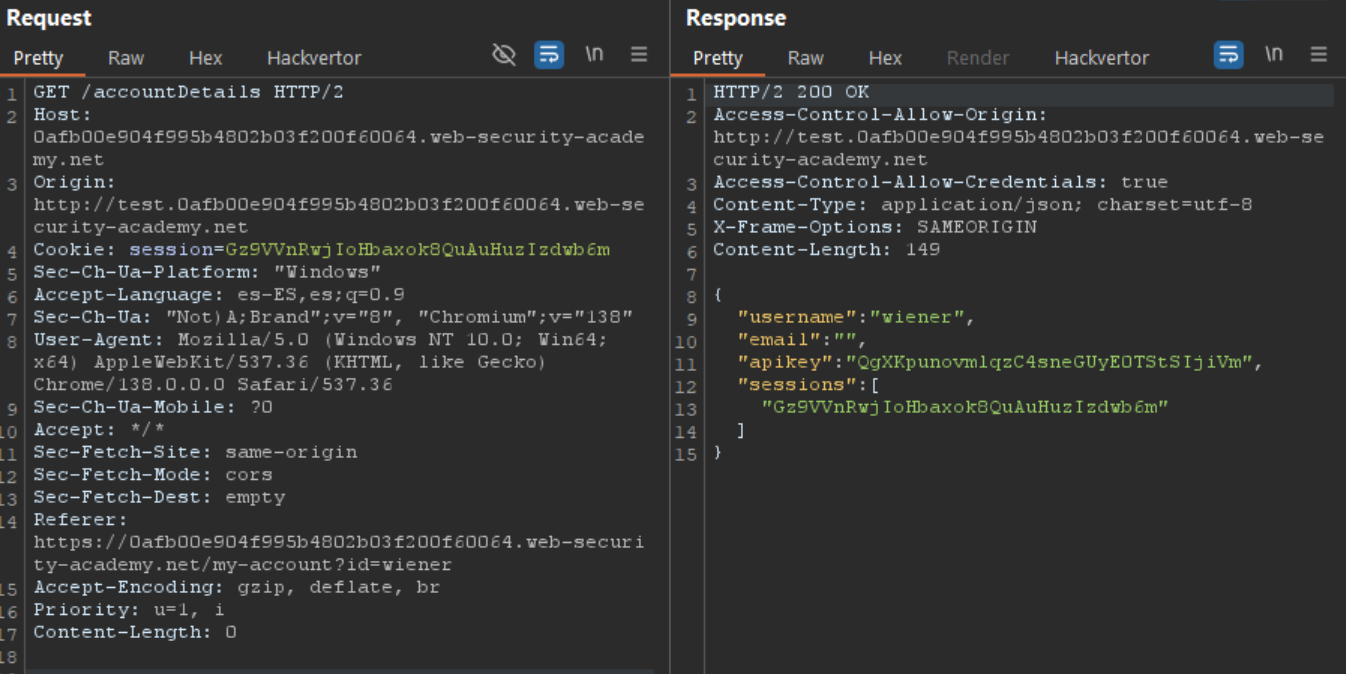 Request
Pretty Raw Hex Hackvertor \n
1 GET /accountDetails HTTP/2
2 Host:
0afb00e904f995b4802b03f200f60064.web-security-acade
my.net
3 Origin:
http://test.0afb00e904f995b4802b03f200f60064.web-se
curity-academy.net
4 Cookie: session=Gz9VVnRwjIoHbaxok8QuAuHuzIzdwb6m
5 Sec-Ch-Ua-Platform: "Windows"
6 Accept-Language: es-ES,es;q=0.9
7 Sec-Ch-Ua: "Not)A;Brand";v="8", "Chromium";v="138"
8 User-Agent: Mozilla/5.0 (Windows NT 10.0; Win64;
x64) AppleWebKit/537.36 (KHTML, like Gecko)
Chrome/138.0.0.0 Safari/537.36
9 Sec-Ch-Ua-Mobile: ?0
10 Accept: */*
11 Sec-Fetch-Site: same-origin
12 Sec-Fetch-Mode: cors
13 Sec-Fetch-Dest: empty
14 Referer:
https://0afb00e904f995b4802b03f200f60064.web-securi
ty-academy.net/my-account?id=wiener
15 Accept-Encoding: gzip, deflate, br
16 Priority: u=1, i
17 Content-Length: 0
18
Response
Pretty Raw Hex Render Hackvertor \n
1 HTTP/2 200 OK
2 Access-Control-Allow-Origin:
http://test.0afb00e904f995b4802b03f200f60064.web-se
curity-academy.net
3 Access-Control-Allow-Credentials: true
4 Content-Type: application/json; charset=utf-8
5 X-Frame-Options: SAMEORIGIN
6 Content-Length: 149
7
8 {
9 "username":"wiener",
10 "email":"",
11 "apikey":"QgXKpunovmlqzC4sneGUyE0TStSIjiVm",
12 "sessions":[
13 "Gz9VVnRwjIoHbaxok8QuAuHuzIzdwb6m"
14 ]
15 }